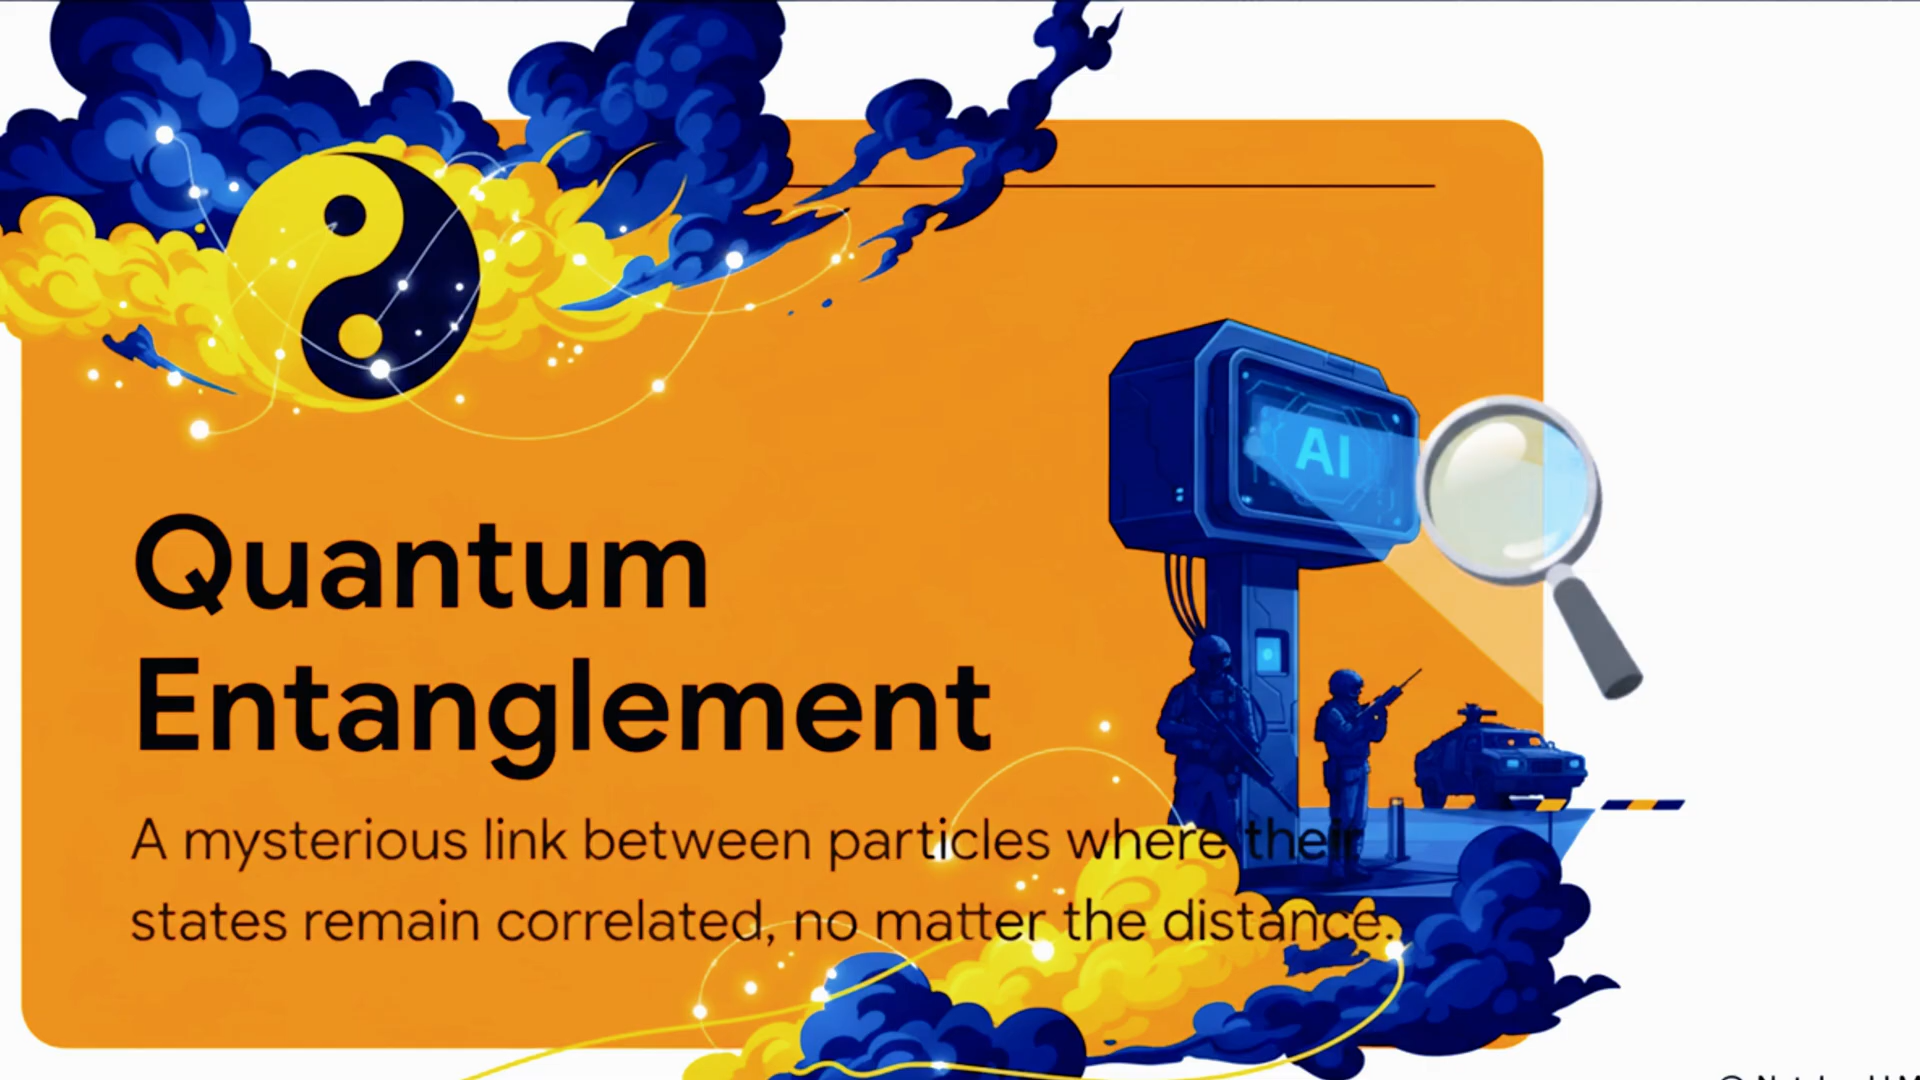 AI
Quantum
Entanglement
A mysterious link between particles where their
states remain correlated, no matter the distance.